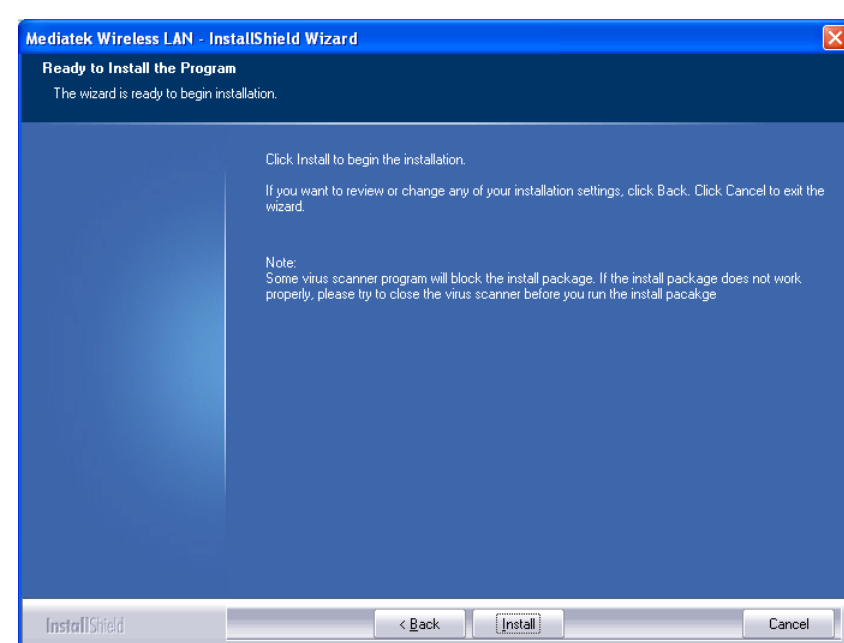 Mediatek Wireless LAN - InstallShield Wizard
Ready to Install the Program
The wizard is ready to begin installation.
Click Install to begin the installation.
If you want to review or change any of your installation settings, click Back. Click Cancel to exit the
wizard.
Note:
Some virus scanner program will block the install package. If the install package does not work
properly, please try to close the virus scanner before you run the install pacakge
InstallShield
< Back
Install
Cancel